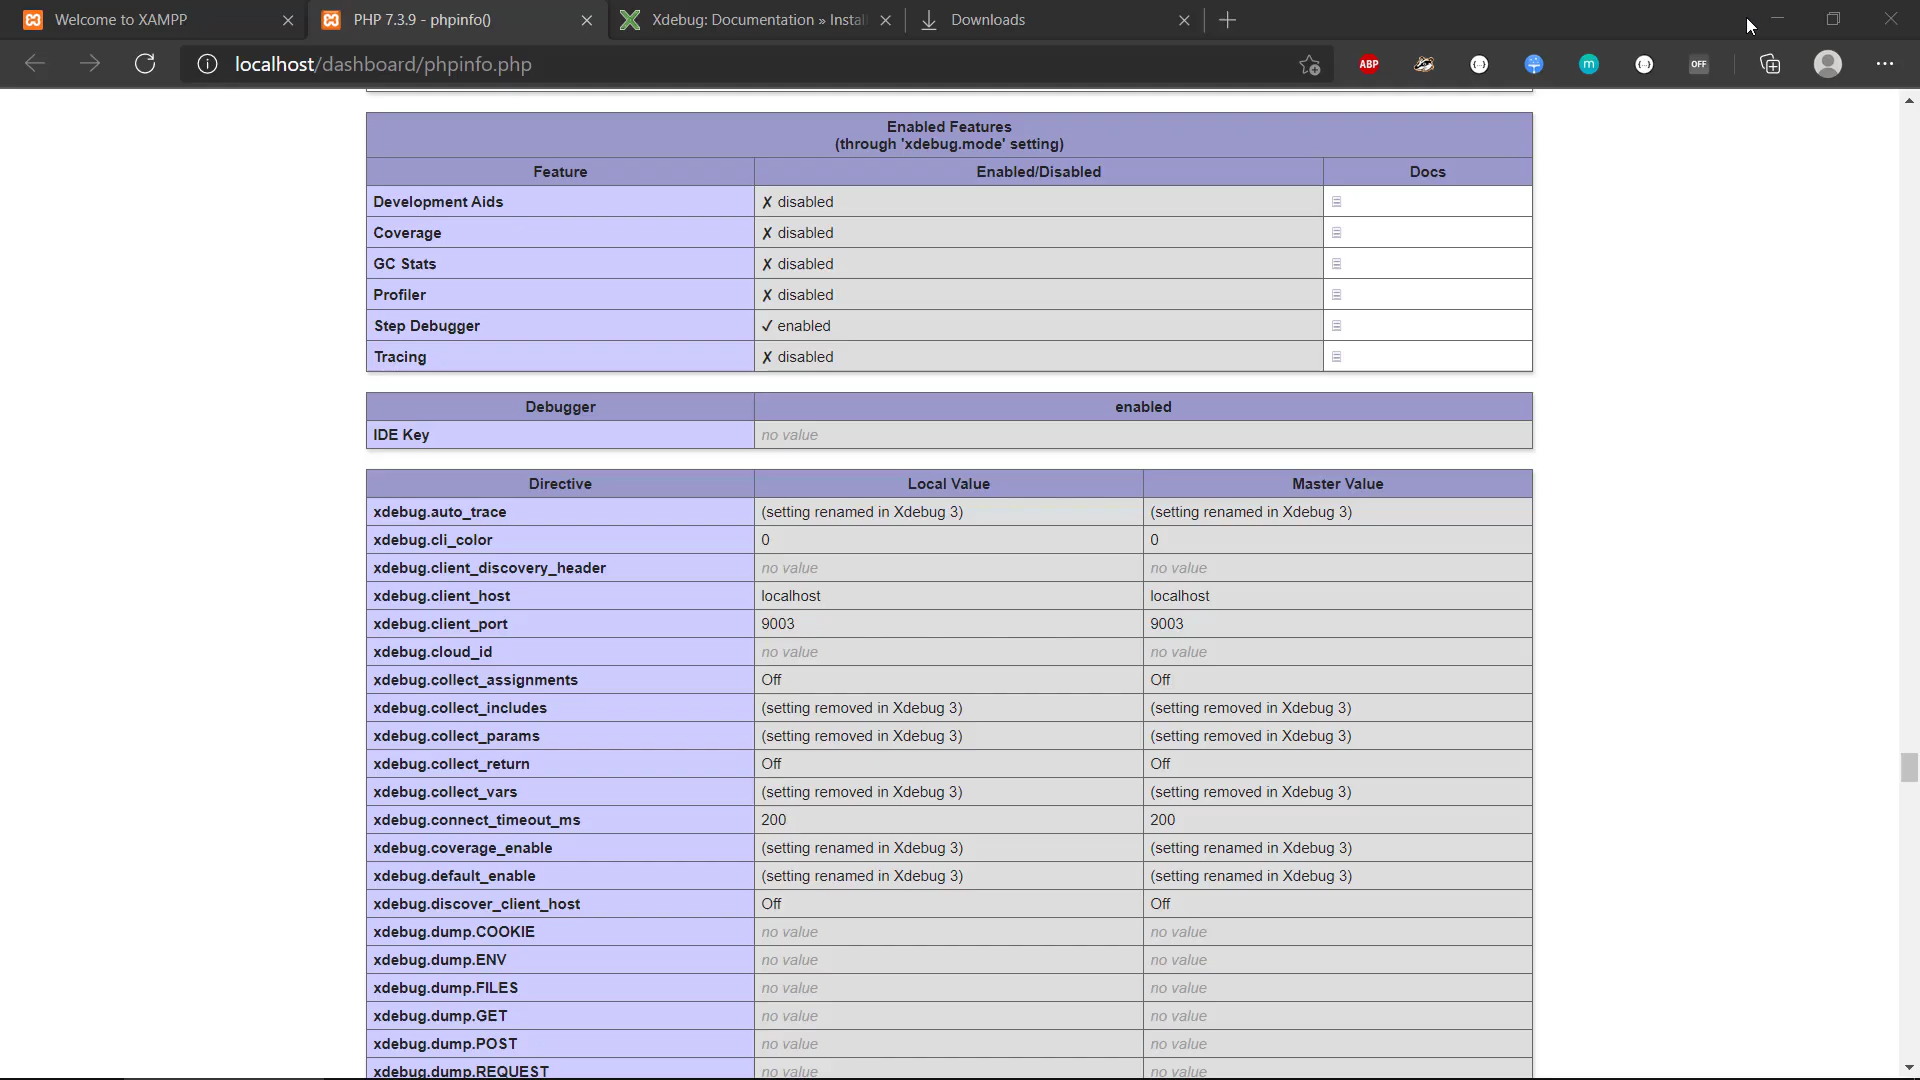 Welcome to XAMPP
PHP 7.3.9 - phpinfo()
Xdebug: Documentation » Instal
Downloads
localhost/dashboard/phpinfo.php
ABP
m
OFF
Enabled Features
(through 'xdebug.mode' setting)
Feature Enabled/Disabled Docs
Development Aids ✗ disabled
Coverage ✗ disabled
GC Stats ✗ disabled
Profiler ✗ disabled
Step Debugger ✓ enabled
Tracing ✗ disabled
Debugger enabled
IDE Key no value
Directive Local Value Master Value
xdebug.auto_trace (setting renamed in Xdebug 3) (setting renamed in Xdebug 3)
xdebug.cli_color 0 0
xdebug.client_discovery_header no value no value
xdebug.client_host localhost localhost
xdebug.client_port 9003 9003
xdebug.cloud_id no value no value
xdebug.collect_assignments Off Off
xdebug.collect_includes (setting removed in Xdebug 3) (setting removed in Xdebug 3)
xdebug.collect_params (setting removed in Xdebug 3) (setting removed in Xdebug 3)
xdebug.collect_return Off Off
xdebug.collect_vars (setting removed in Xdebug 3) (setting removed in Xdebug 3)
xdebug.connect_timeout_ms 200 200
xdebug.coverage_enable (setting renamed in Xdebug 3) (setting renamed in Xdebug 3)
xdebug.default_enable (setting renamed in Xdebug 3) (setting renamed in Xdebug 3)
xdebug.discover_client_host Off Off
xdebug.dump.COOKIE no value no value
xdebug.dump.ENV no value no value
xdebug.dump.FILES no value no value
xdebug.dump.GET no value no value
xdebug.dump.POST no value no value
xdebug.dump.REQUEST no value no value